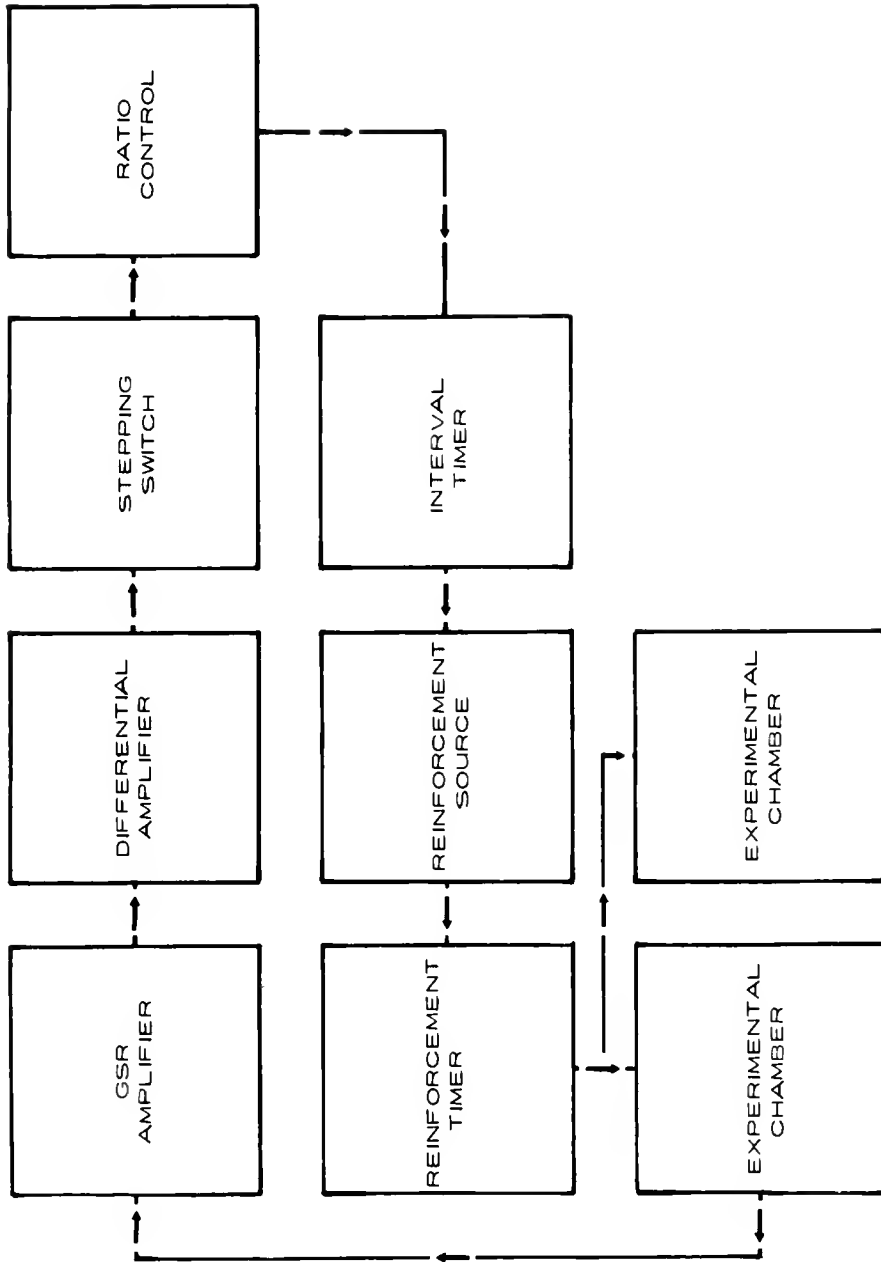 GSR
AMPLIFIER
DIFFERENTIAL
AMPLIFIER
STEPPING
SWITCH
RATIO
CONTROL
REINFORCEMENT
TIMER
REINFORCEMENT
SOURCE
INTERVAL
TIMER
EXPERIMENTAL
CHAMBER
EXPERIMENTAL
CHAMBER